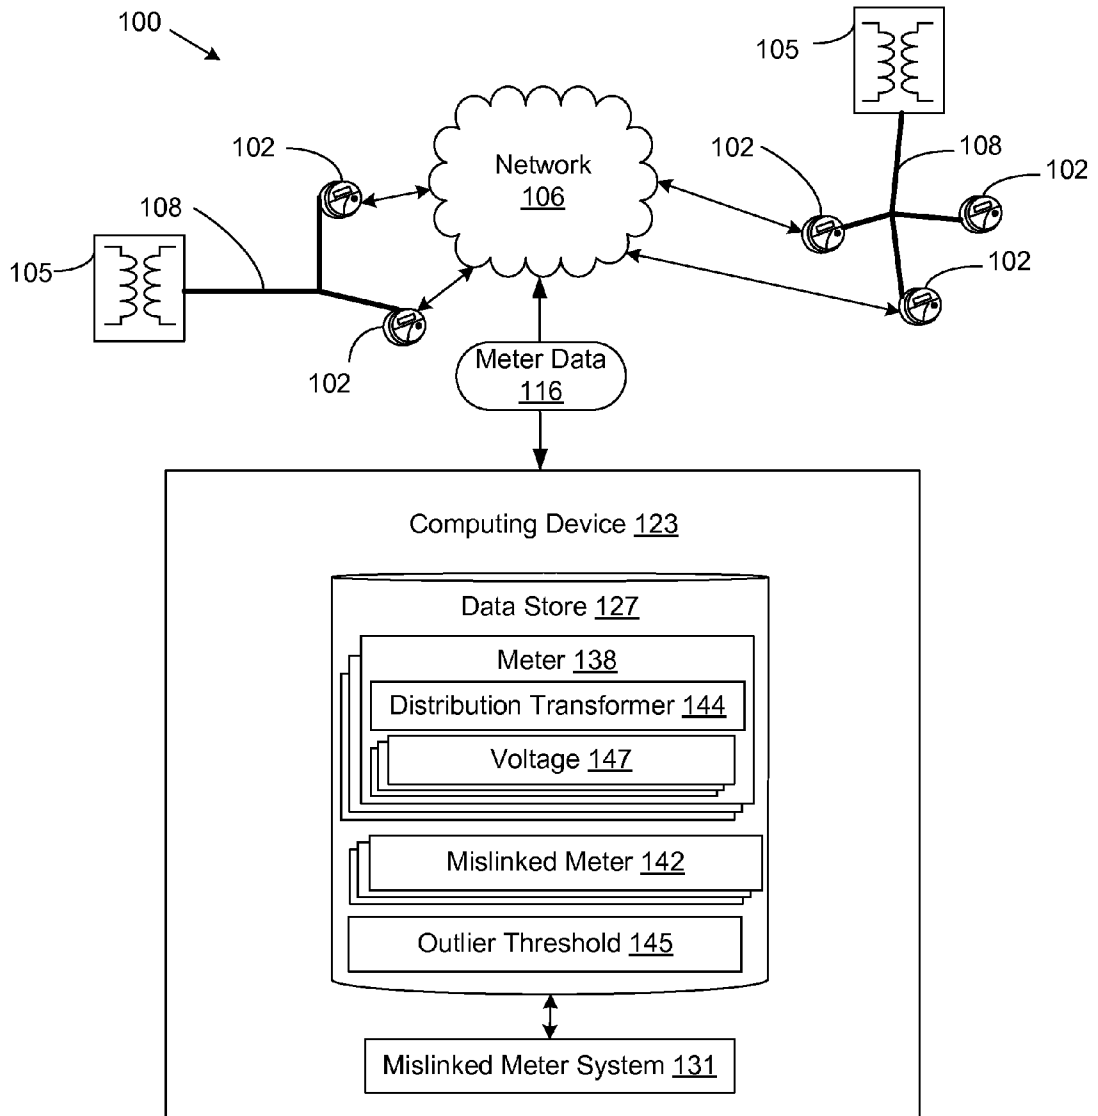 100
105
102
Network
106
102
108
102
108
105
102
102
Meter Data
116
Computing Device 123
Data Store 127
Meter 138
Distribution Transformer 144
Voltage 147
Mislinked Meter 142
Outlier Threshold 145
Mislinked Meter System 131